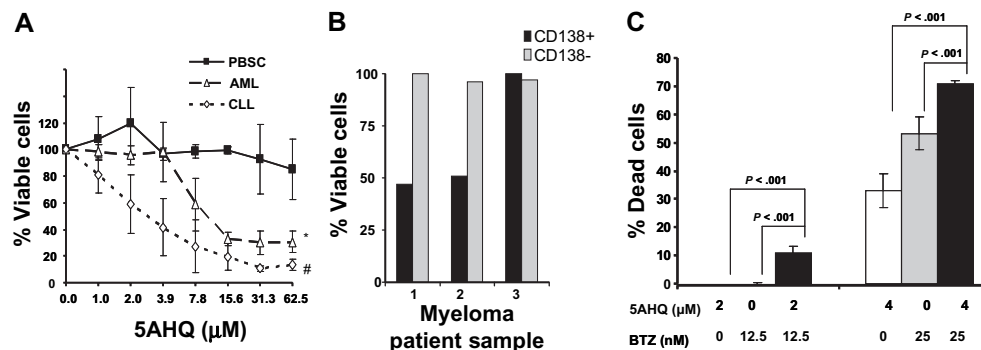 A
PBSC
AML
CLL
% Viable cells
140
120
100
80
60
40
20
0
*
#
0.0 1.0 2.0 3.9 7.8 15.6 31.3 62.5
5AHQ (µM)
B
CD138+
CD138-
% Viable cells
100
75
50
25
0
1 2 3
Myeloma
patient sample
C
P < .001
P < .001
P < .001
P < .001
% Dead cells
80
70
60
50
40
30
20
10
0
5AHQ (µM) 2 0 2 4 0 4
BTZ (nM) 0 12.5 12.5 0 25 25